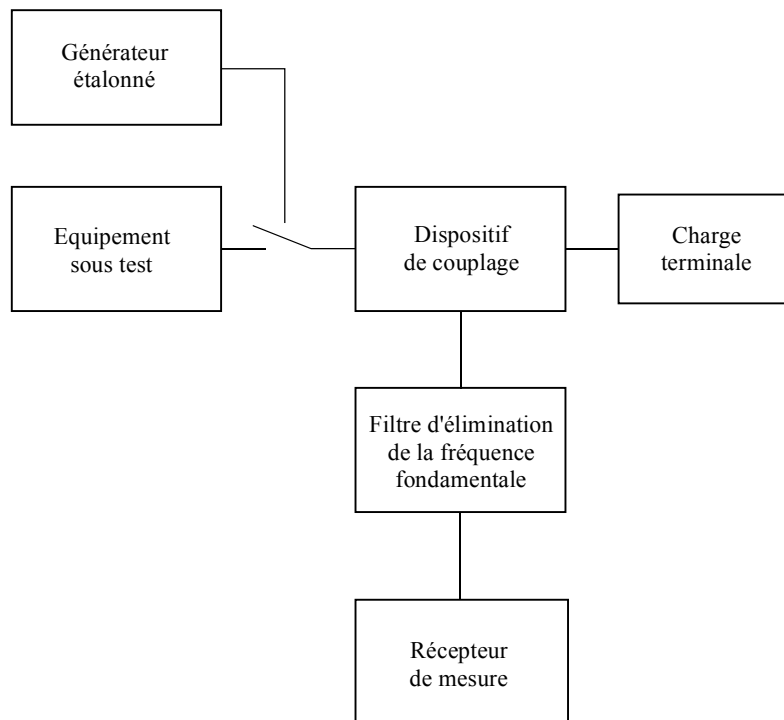 Générateur
étalonné
Equipement
sous test
Dispositif
de couplage
Charge
terminale
Filtre d'élimination
de la fréquence
fondamentale
Récepteur
de mesure